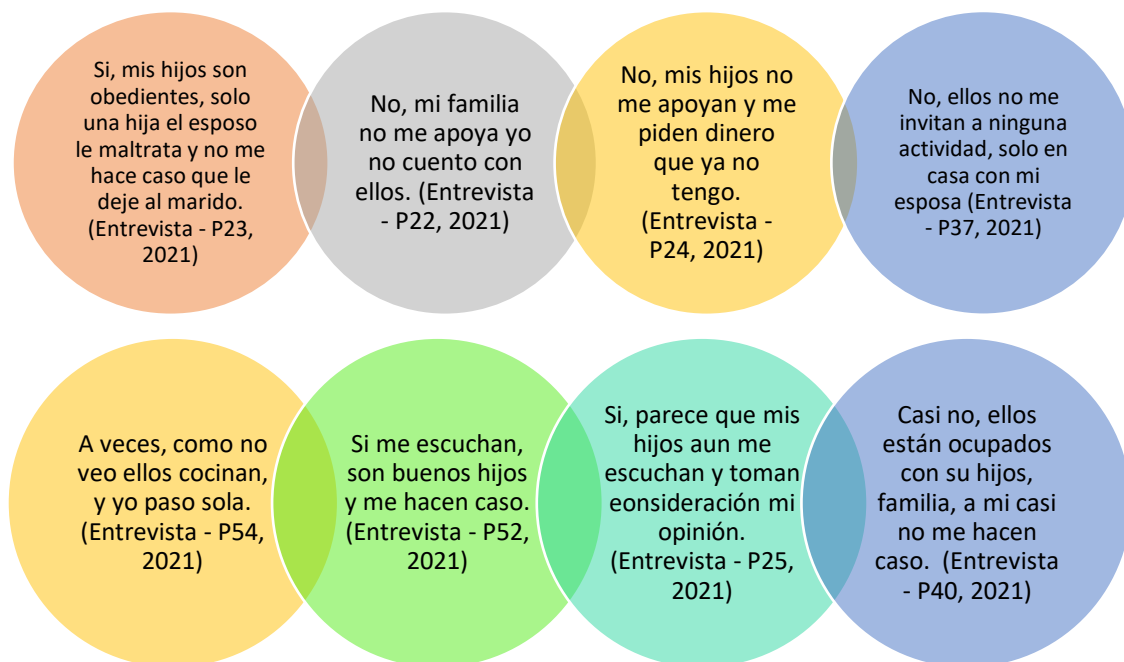 Si, mis hijos son
obedientes, solo
una hija el esposo
le maltrata y no me
hace caso que le
deje al marido.
(Entrevista - P23,
2021)
No, mi familia
no me apoya yo
no cuento con
ellos. (Entrevista
- P22, 2021)
No, mis hijos no
me apoyan y me
piden dinero
que ya no
tengo.
(Entrevista -
P24, 2021)
No, ellos no me
invitan a ninguna
actividad, solo en
casa con mi
esposa (Entrevista
- P37, 2021)
A veces, como no
veo ellos cocinan,
y yo paso sola.
(Entrevista - P54,
2021)
Si me escuchan,
son buenos hijos
y me hacen caso.
(Entrevista - P52,
2021)
Si, parece que mis
hijos aun me
escuchan y toman
eonsideración mi
opinión.
(Entrevista - P25,
2021)
Casi no, ellos
están ocupados
con su hijos,
familia, a mi casi
no me hacen
caso. (Entrevista
- P40, 2021)